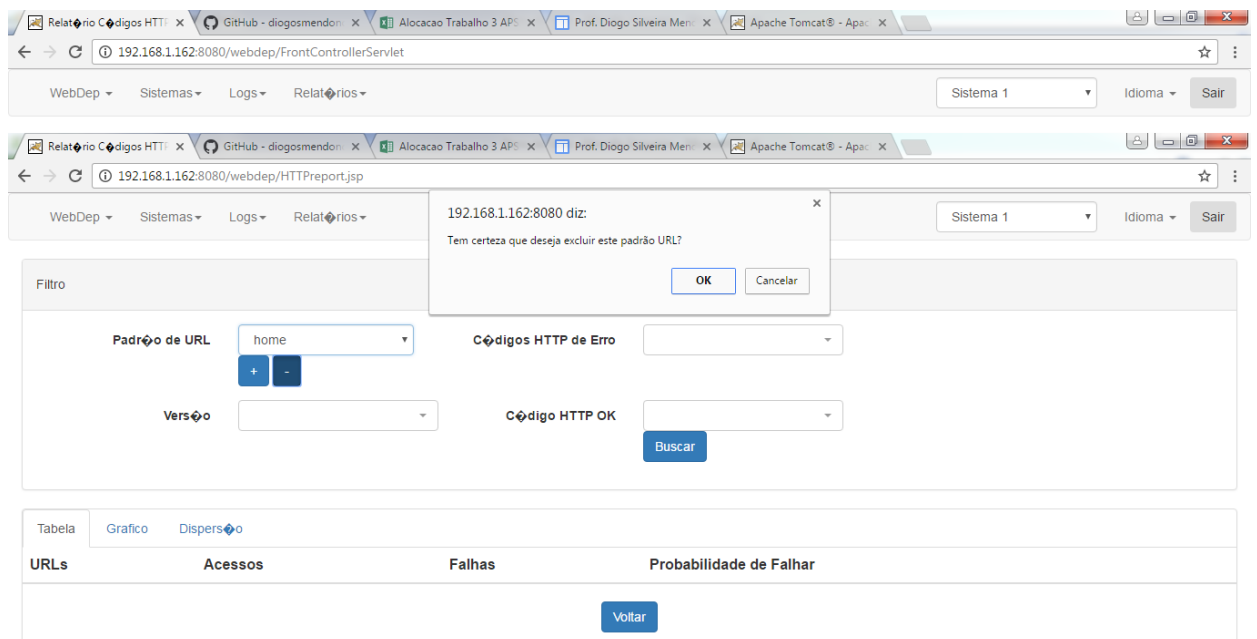 Relat�rio C�digos HTTP GitHub - diogosmendon Alocacao Trabalho 3 APS Prof. Diogo Silveira Mend Apache Tomcat® - Apac
192.168.1.162:8080/webdep/FrontControllerServlet
WebDep Sistemas Logs Relat�rios Sistema 1 Idioma Sair
Relat�rio C�digos HTTP GitHub - diogosmendon Alocacao Trabalho 3 APS Prof. Diogo Silveira Mend Apache Tomcat® - Apac
192.168.1.162:8080/webdep/HTTPreport.jsp
WebDep Sistemas Logs Relat�rios Sistema 1 Idioma Sair
192.168.1.162:8080 diz:
Tem certeza que deseja excluir este padrão URL?
OK Cancelar
Filtro
Padr�o de URL home C�digos HTTP de Erro
+ -
Vers�o C�digo HTTP OK
Buscar
Tabela Grafico Dispers�o
URLs Acessos Falhas Probabilidade de Falhar
Voltar